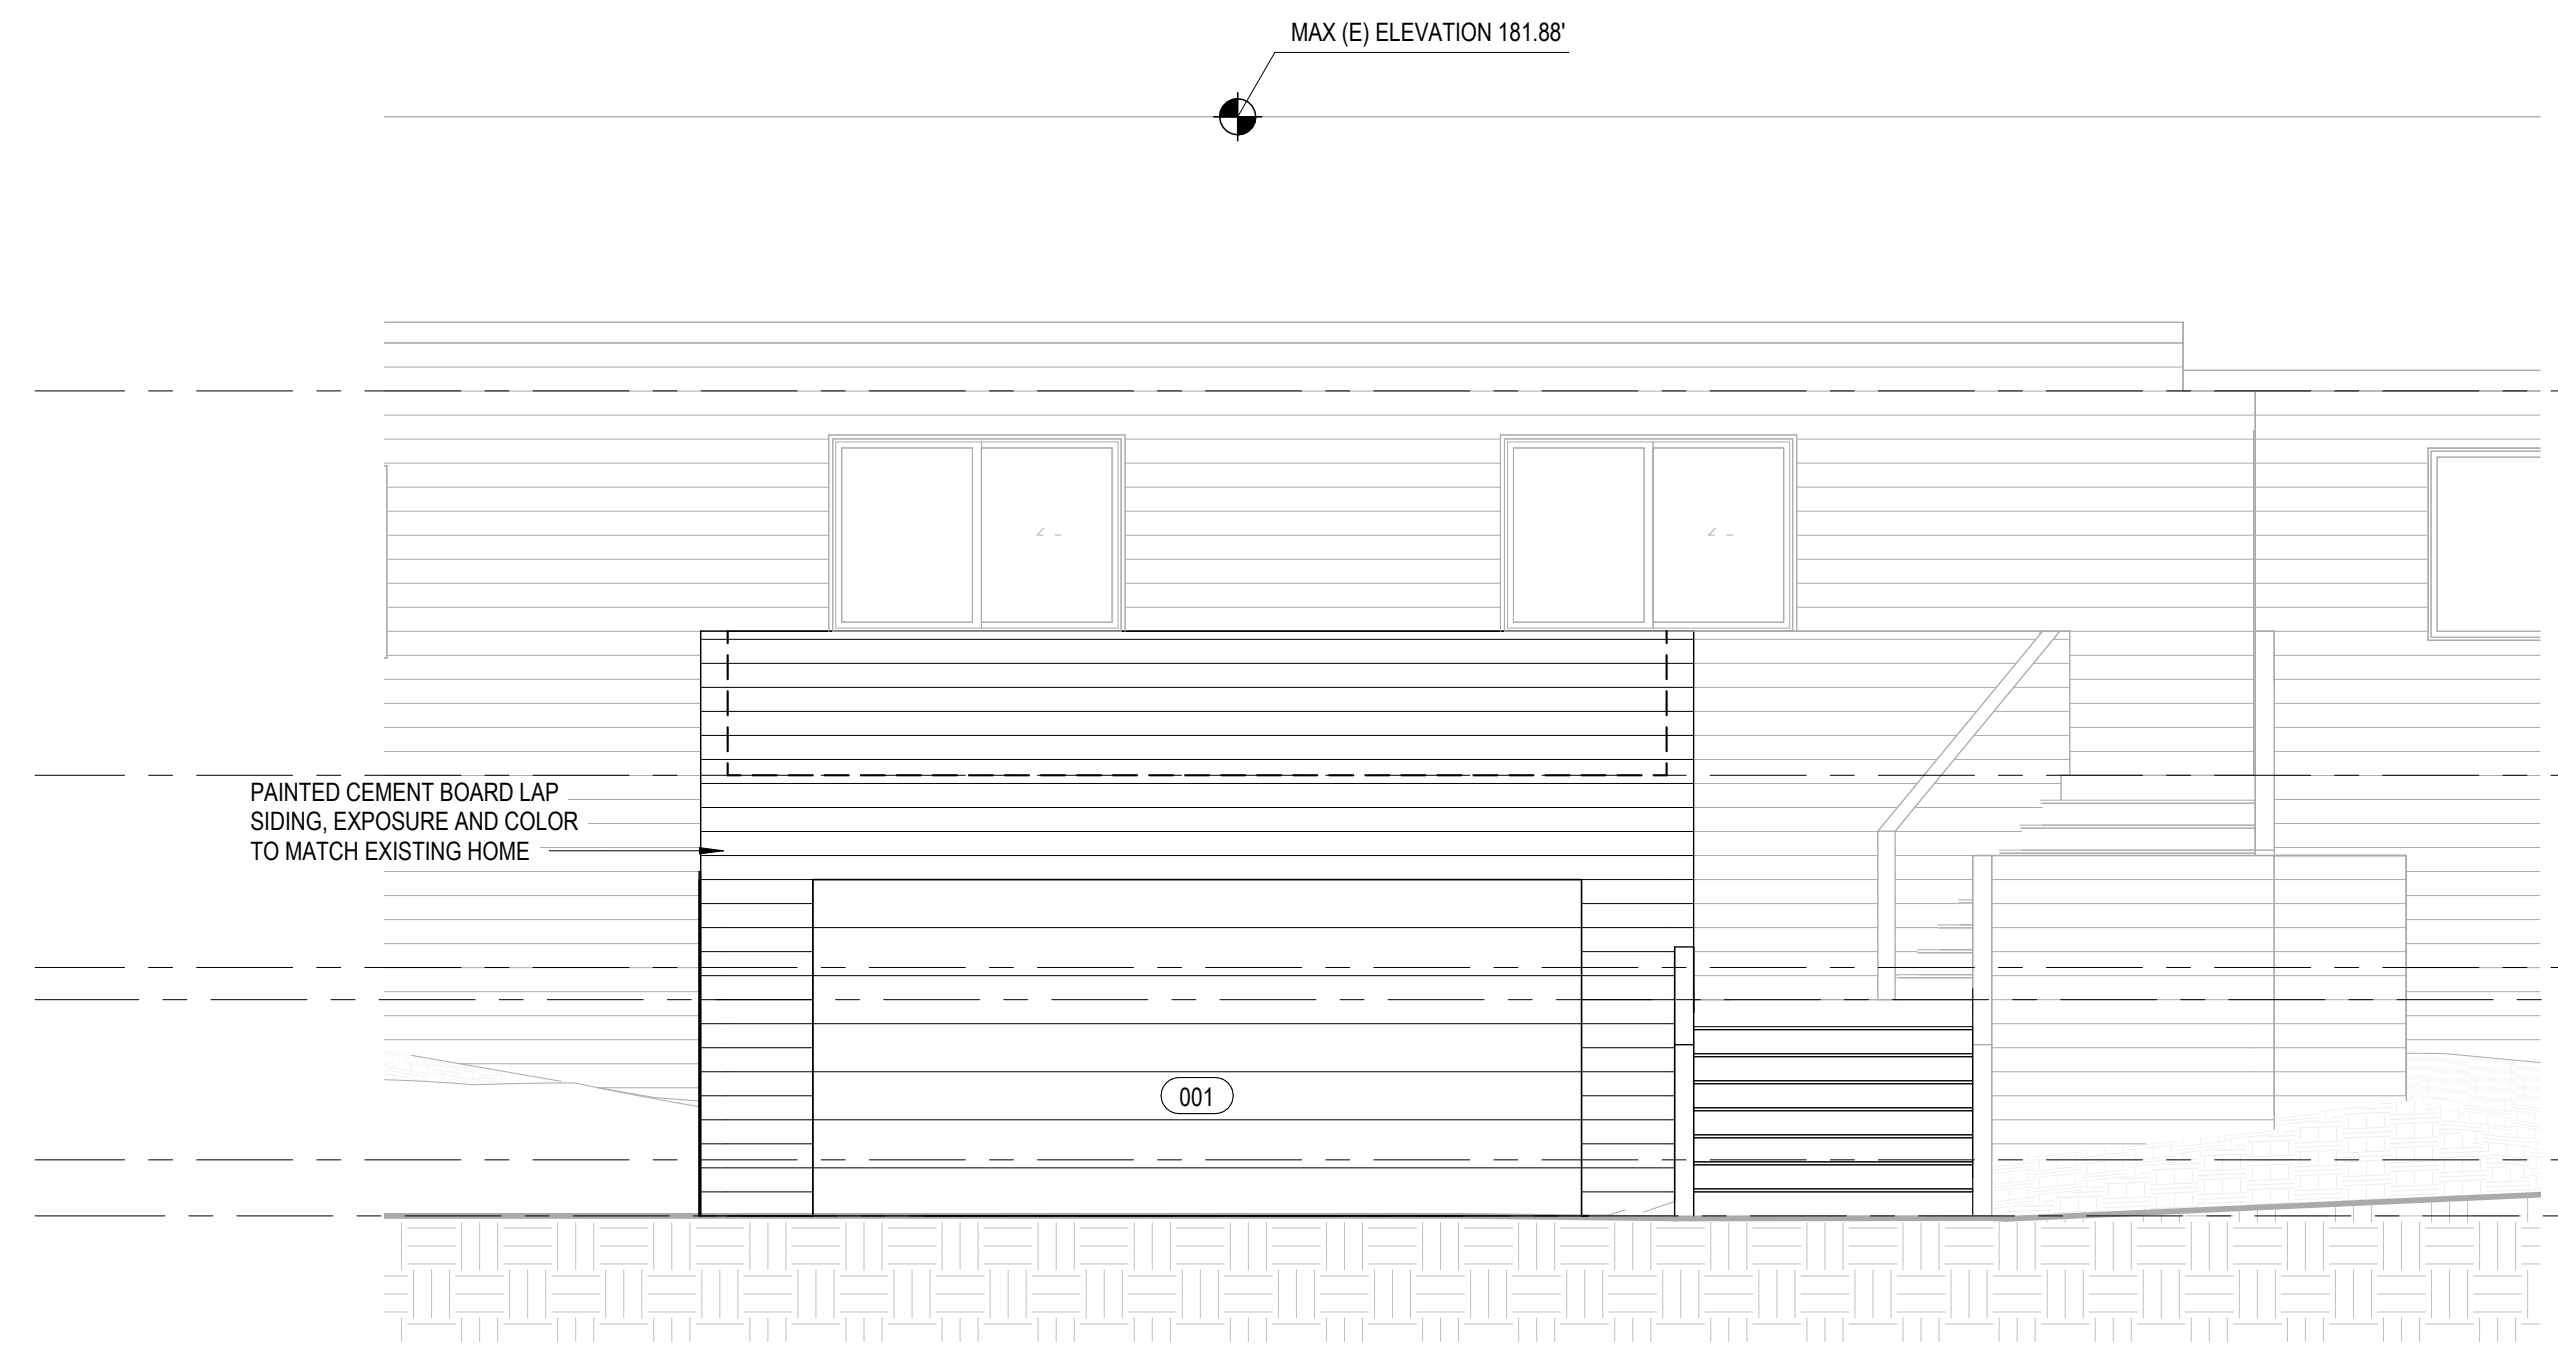 MAX (E) ELEVATION 181.88'
PAINTED CEMENT BOARD LAP
SIDING, EXPOSURE AND COLOR
TO MATCH EXISTING HOME
001